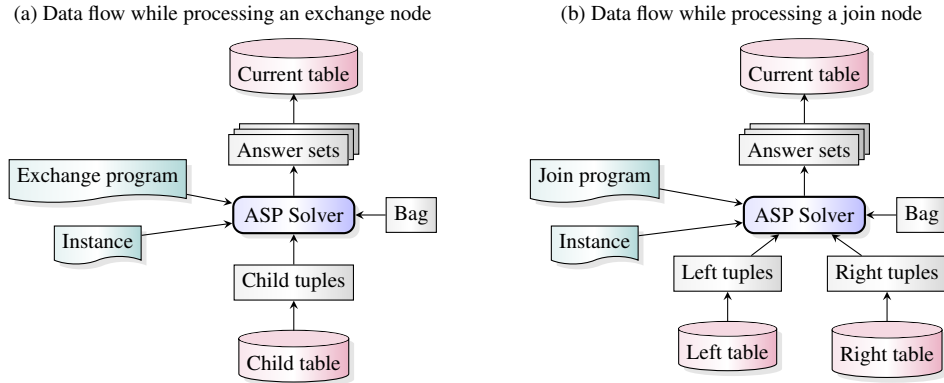 (a) Data flow while processing an exchange node
Current table
Answer sets
Exchange program
ASP Solver
Bag
Instance
Child tuples
Child table
(b) Data flow while processing a join node
Current table
Answer sets
Join program
ASP Solver
Bag
Instance
Left tuples
Right tuples
Left table
Right table